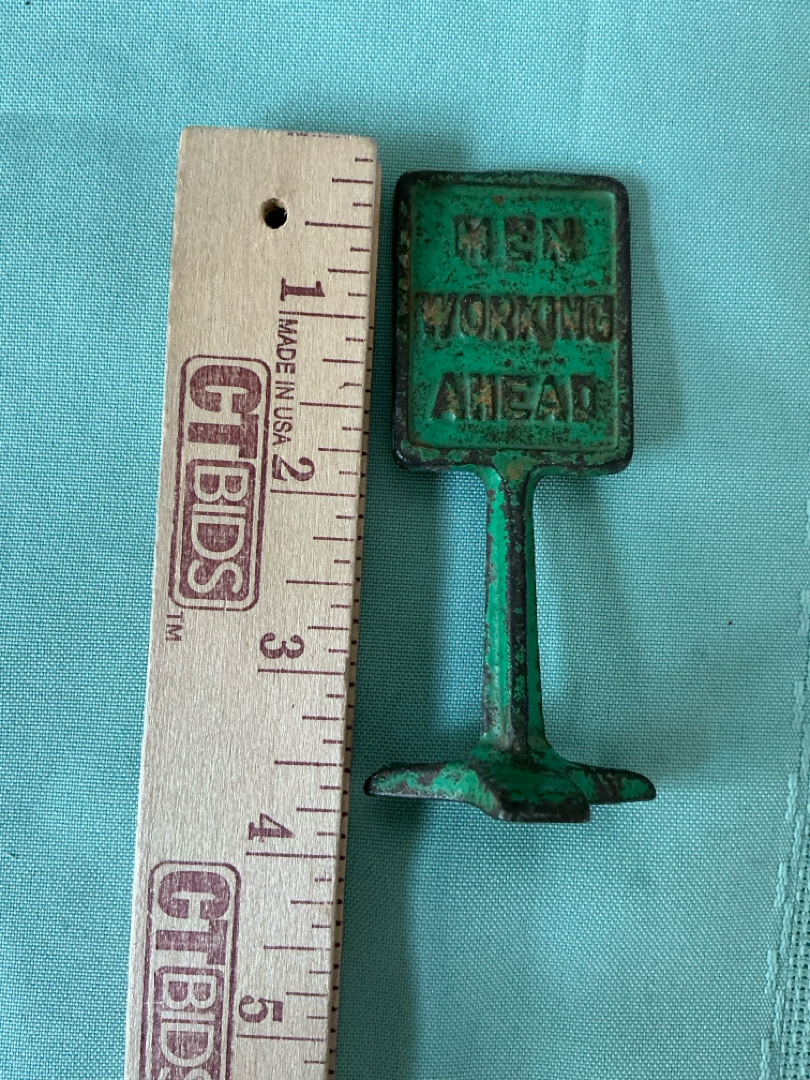 MEN
WORKING
AHEAD
1
MADE IN USA
CTBIDS
TM
2
3
4
CTBIDS
5